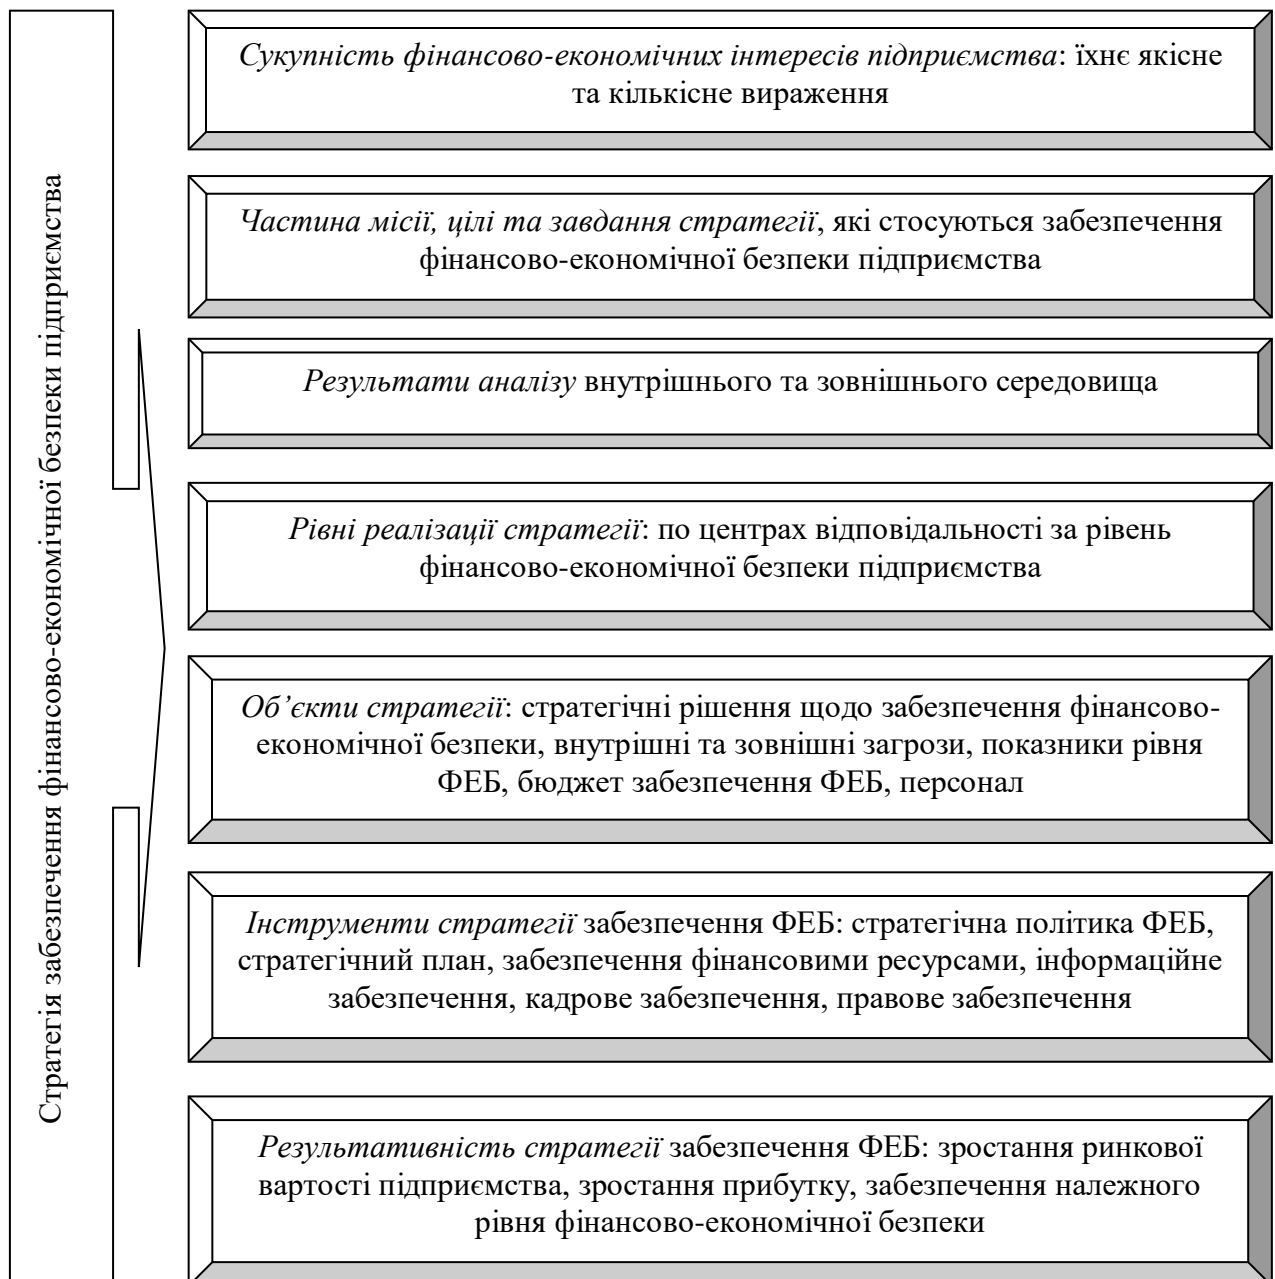 Стратегія забезпечення фінансово-економічної безпеки підприємства
Сукупність фінансово-економічних інтересів підприємства: їхнє якісне
та кількісне вираження
Частина місії, цілі та завдання стратегії, які стосуються забезпечення
фінансово-економічної безпеки підприємства
Результати аналізу внутрішнього та зовнішнього середовища
Рівні реалізації стратегії: по центрах відповідальності за рівень
фінансово-економічної безпеки підприємства
Об’єкти стратегії: стратегічні рішення щодо забезпечення фінансово-
економічної безпеки, внутрішні та зовнішні загрози, показники рівня
ФЕБ, бюджет забезпечення ФЕБ, персонал
Інструменти стратегії забезпечення ФЕБ: стратегічна політика ФЕБ,
стратегічний план, забезпечення фінансовими ресурсами, інформаційне
забезпечення, кадрове забезпечення, правове забезпечення
Результативність стратегії забезпечення ФЕБ: зростання ринкової
вартості підприємства, зростання прибутку, забезпечення належного
рівня фінансово-економічної безпеки